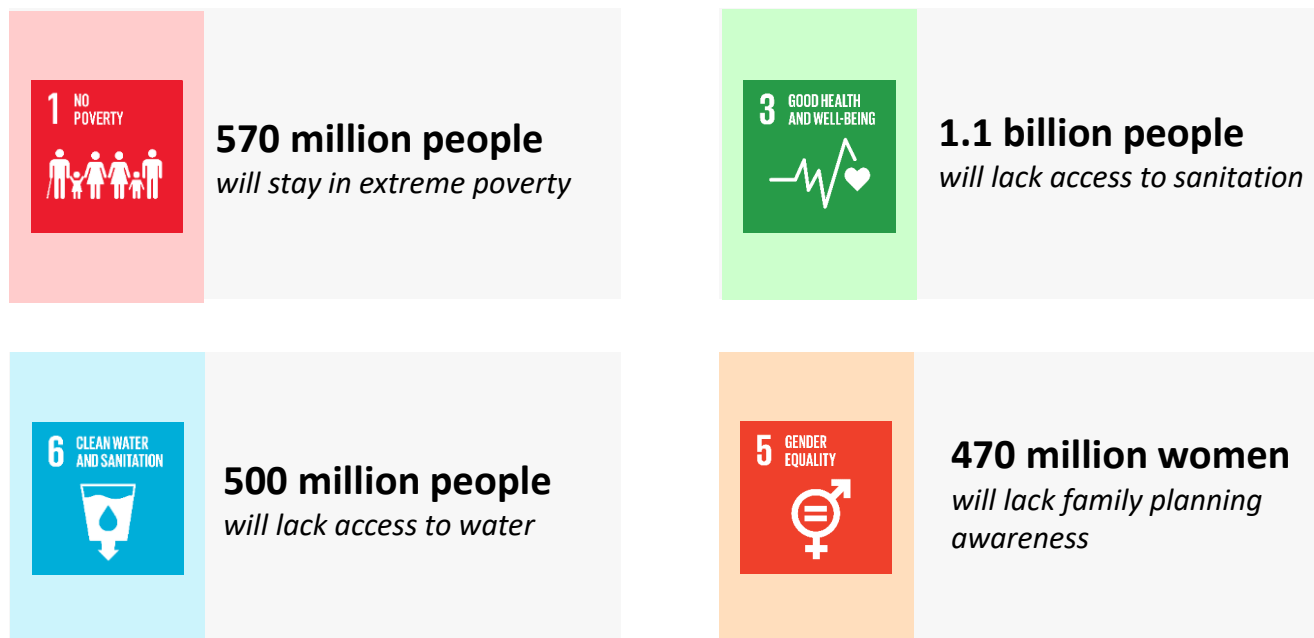 1 NO
POVERTY
570 million people
will stay in extreme poverty
3 GOOD HEALTH
AND WELL-BEING
1.1 billion people
will lack access to sanitation
6 CLEAN WATER
AND SANITATION
500 million people
will lack access to water
5 GENDER
EQUALITY
470 million women
will lack family planning
awareness